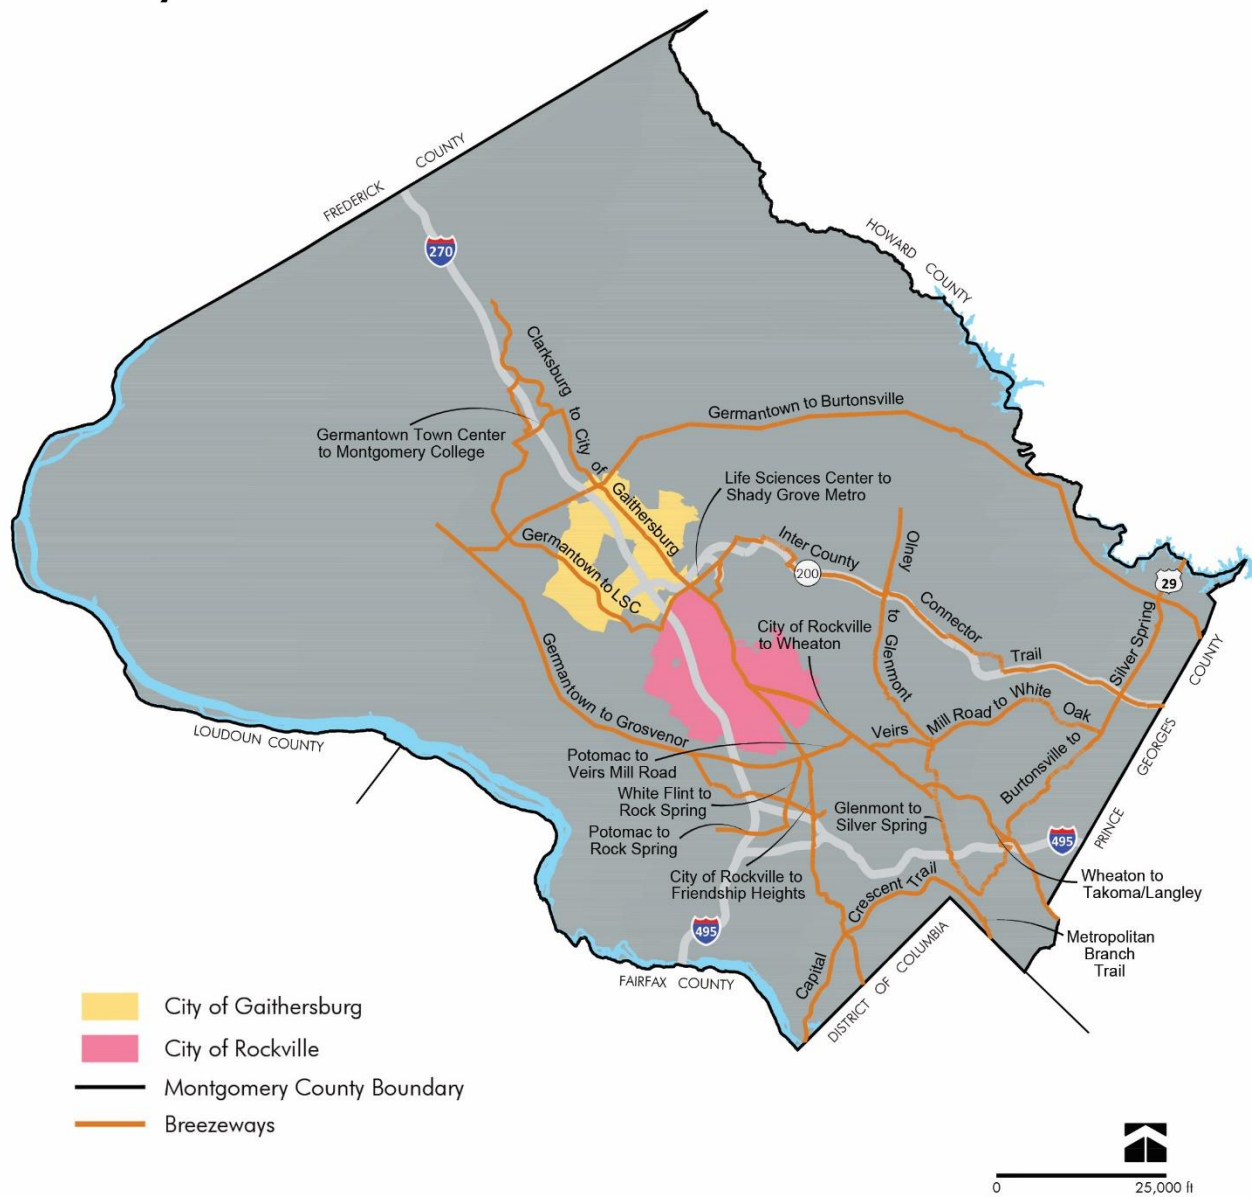 FREDERICK COUNTY
270
HOWARD COUNTY
Clarksburg to City of Gaithersburg
Germantown to Burtonsville
Germantown Town Center
to Montgomery College
Life Sciences Center to
Shady Grove Metro
Germantown to LSC
Inter County Connector Trail
200
Olney to Glenmont
29
City of Rockville
to Wheaton
Burtonsville to Silver Spring
Germantown to Grosvenor
Veirs Mill Road to White Oak
LOUDOUN COUNTY
PRINCE GEORGE'S COUNTY
Potomac to
Veirs Mill Road
White Flint to
Rock Spring
Glenmont to
Silver Spring
Potomac to
Rock Spring
495
City of Rockville to
Friendship Heights
Wheaton to
Takoma/Langley
Capital Crescent Trail
495
Metropolitan
Branch
Trail
FAIRFAX COUNTY
DISTRICT OF COLUMBIA
City of Gaithersburg
City of Rockville
Montgomery County Boundary
Breezeways
0 25,000 ft